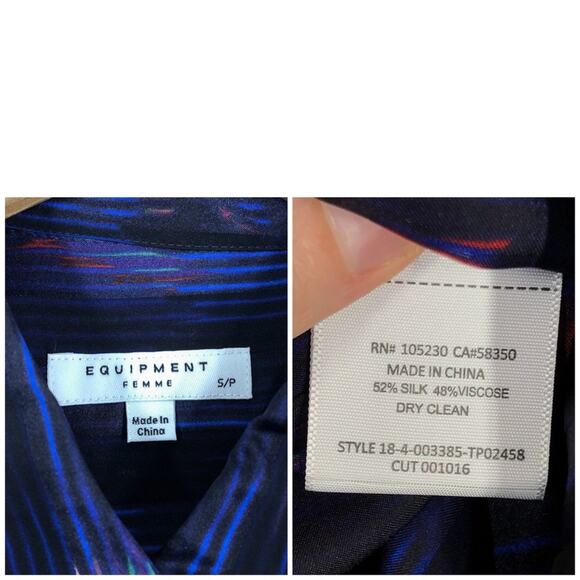 EQUIPMENT
FEMME
S/P
Made In
China
RN# 105230 CA#58350
MADE IN CHINA
52% SILK 48%VISCOSE
DRY CLEAN
STYLE 18-4-003385-TP02458
CUT 001016